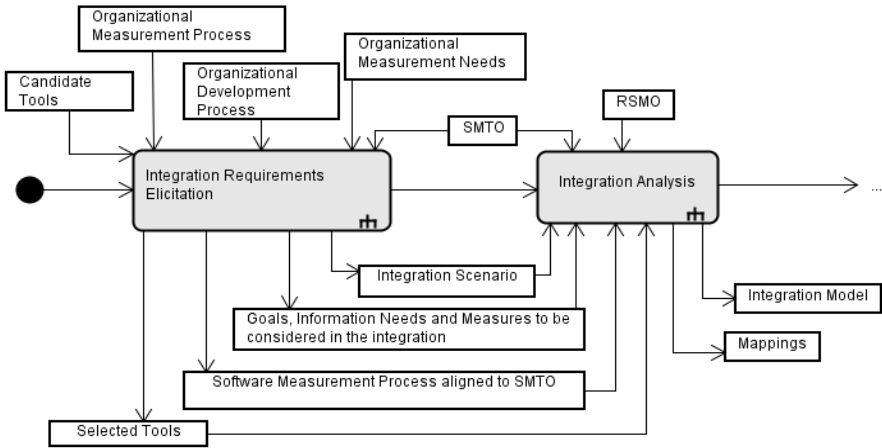 Organizational
Measurement Process
Organizational
Measurement Needs
Organizational
Development
Process
Candidate
Tools
SMTO
RSMO
Integration Requirements
Elicitation
Integration Analysis
...
Integration Scenario
Integration Model
Goals, Information Needs and Measures to be
considered in the integration
Mappings
Software Measurement Process aligned to SMTO
Selected Tools